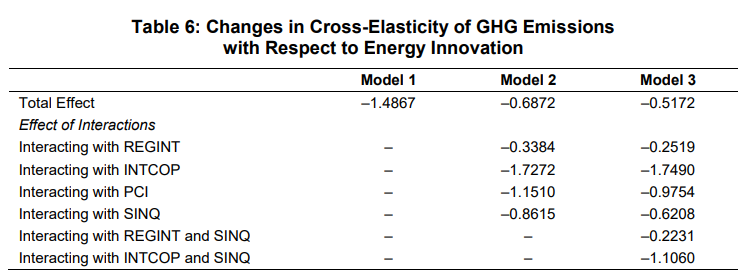 Table 6: Changes in Cross-Elasticity of GHG Emissions
with Respect to Energy Innovation
Model 1 Model 2 Model 3
Total Effect –1.4867 –0.6872 –0.5172
Effect of Interactions
Interacting with REGINT – –0.3384 –0.2519
Interacting with INTCOP – –1.7272 –1.7490
Interacting with PCI – –1.1510 –0.9754
Interacting with SINQ – –0.8615 –0.6208
Interacting with REGINT and SINQ – – –0.2231
Interacting with INTCOP and SINQ – – –1.1060